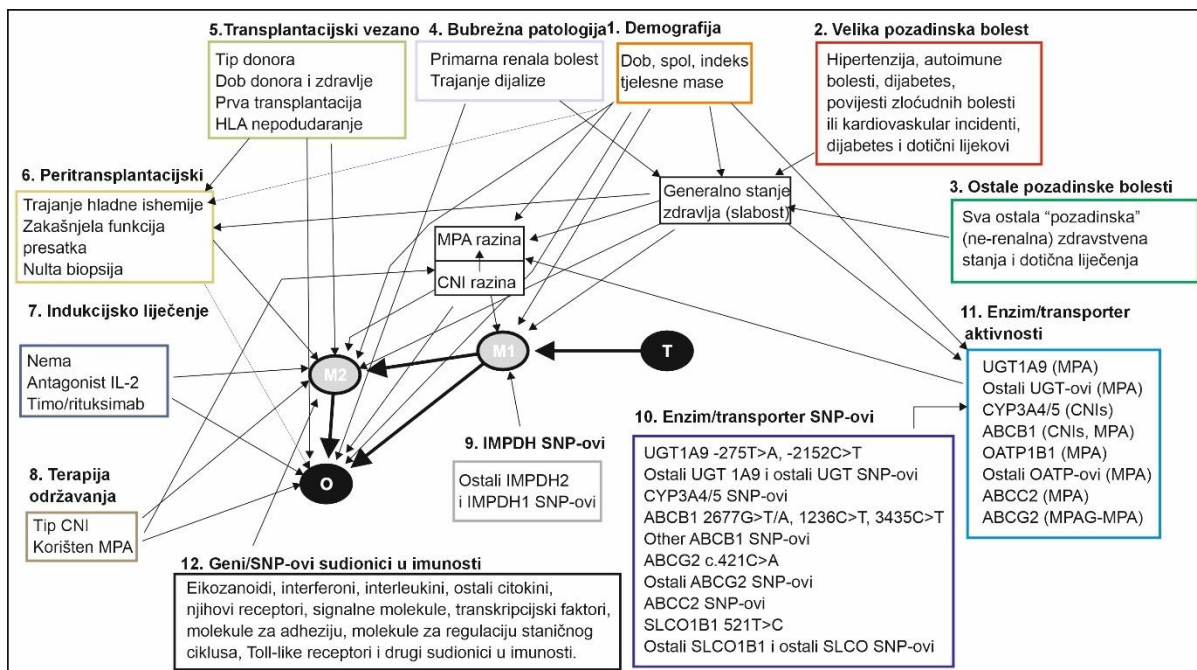 5.Transplantacijski vezano
Tip donora
Dob donora i zdravlje
Prva transplantacija
HLA nepodudaranje
4. Bubrežna patologija
Primarna renala bolest
Trajanje dijalize
1. Demografija
Dob, spol, indeks
tjelesne mase
2. Velika pozadinska bolest
Hipertenzija, autoimune
bolesti, dijabetes,
povijesti zloćudnih bolesti
ili kardiovaskular incidenti,
dijabetes i dotični lijekovi
6. Peritransplantacijski
Trajanje hladne ishemije
Zakašnjela funkcija
presatka
Nulta biopsija
Generalno stanje
zdravlja (slabost)
3. Ostale pozadinske bolesti
Sva ostala “pozadinska”
(ne-renalna) zdravstvena
stanja i dotična liječenja
MPA razina
CNI razina
7. Indukcijsko liječenje
Nema
Antagonist IL-2
Timo/rituksimab
M2
M1
T
O
11. Enzim/transporter
aktivnosti
UGT1A9 (MPA)
Ostali UGT-ovi (MPA)
CYP3A4/5 (CNIs)
ABCB1 (CNIs, MPA)
OATP1B1 (MPA)
Ostali OATP-ovi (MPA)
ABCC2 (MPA)
ABCG2 (MPAG-MPA)
8. Terapija
održavanja
Tip CNI
Korišten MPA
9. IMPDH SNP-ovi
Ostali IMPDH2
i IMPDH1 SNP-ovi
10. Enzim/transporter SNP-ovi
UGT1A9 -275T>A, -2152C>T
Ostali UGT 1A9 i ostali UGT SNP-ovi
CYP3A4/5 SNP-ovi
ABCB1 2677G>T/A, 1236C>T, 3435C>T
Other ABCB1 SNP-ovi
ABCG2 c.421C>A
Ostali ABCG2 SNP-ovi
ABCC2 SNP-ovi
SLCO1B1 521T>C
Ostali SLCO1B1 i ostali SLCO SNP-ovi
12. Geni/SNP-ovi sudionici u imunosti
Eikozanoidi, interferoni, interleukini, ostali citokini,
njihovi receptori, signalne molekule, transkripcijski faktori,
molekule za adheziju, molekule za regulaciju staničnog
ciklusa, Toll-like receptori i drugi sudionici u imunosti.